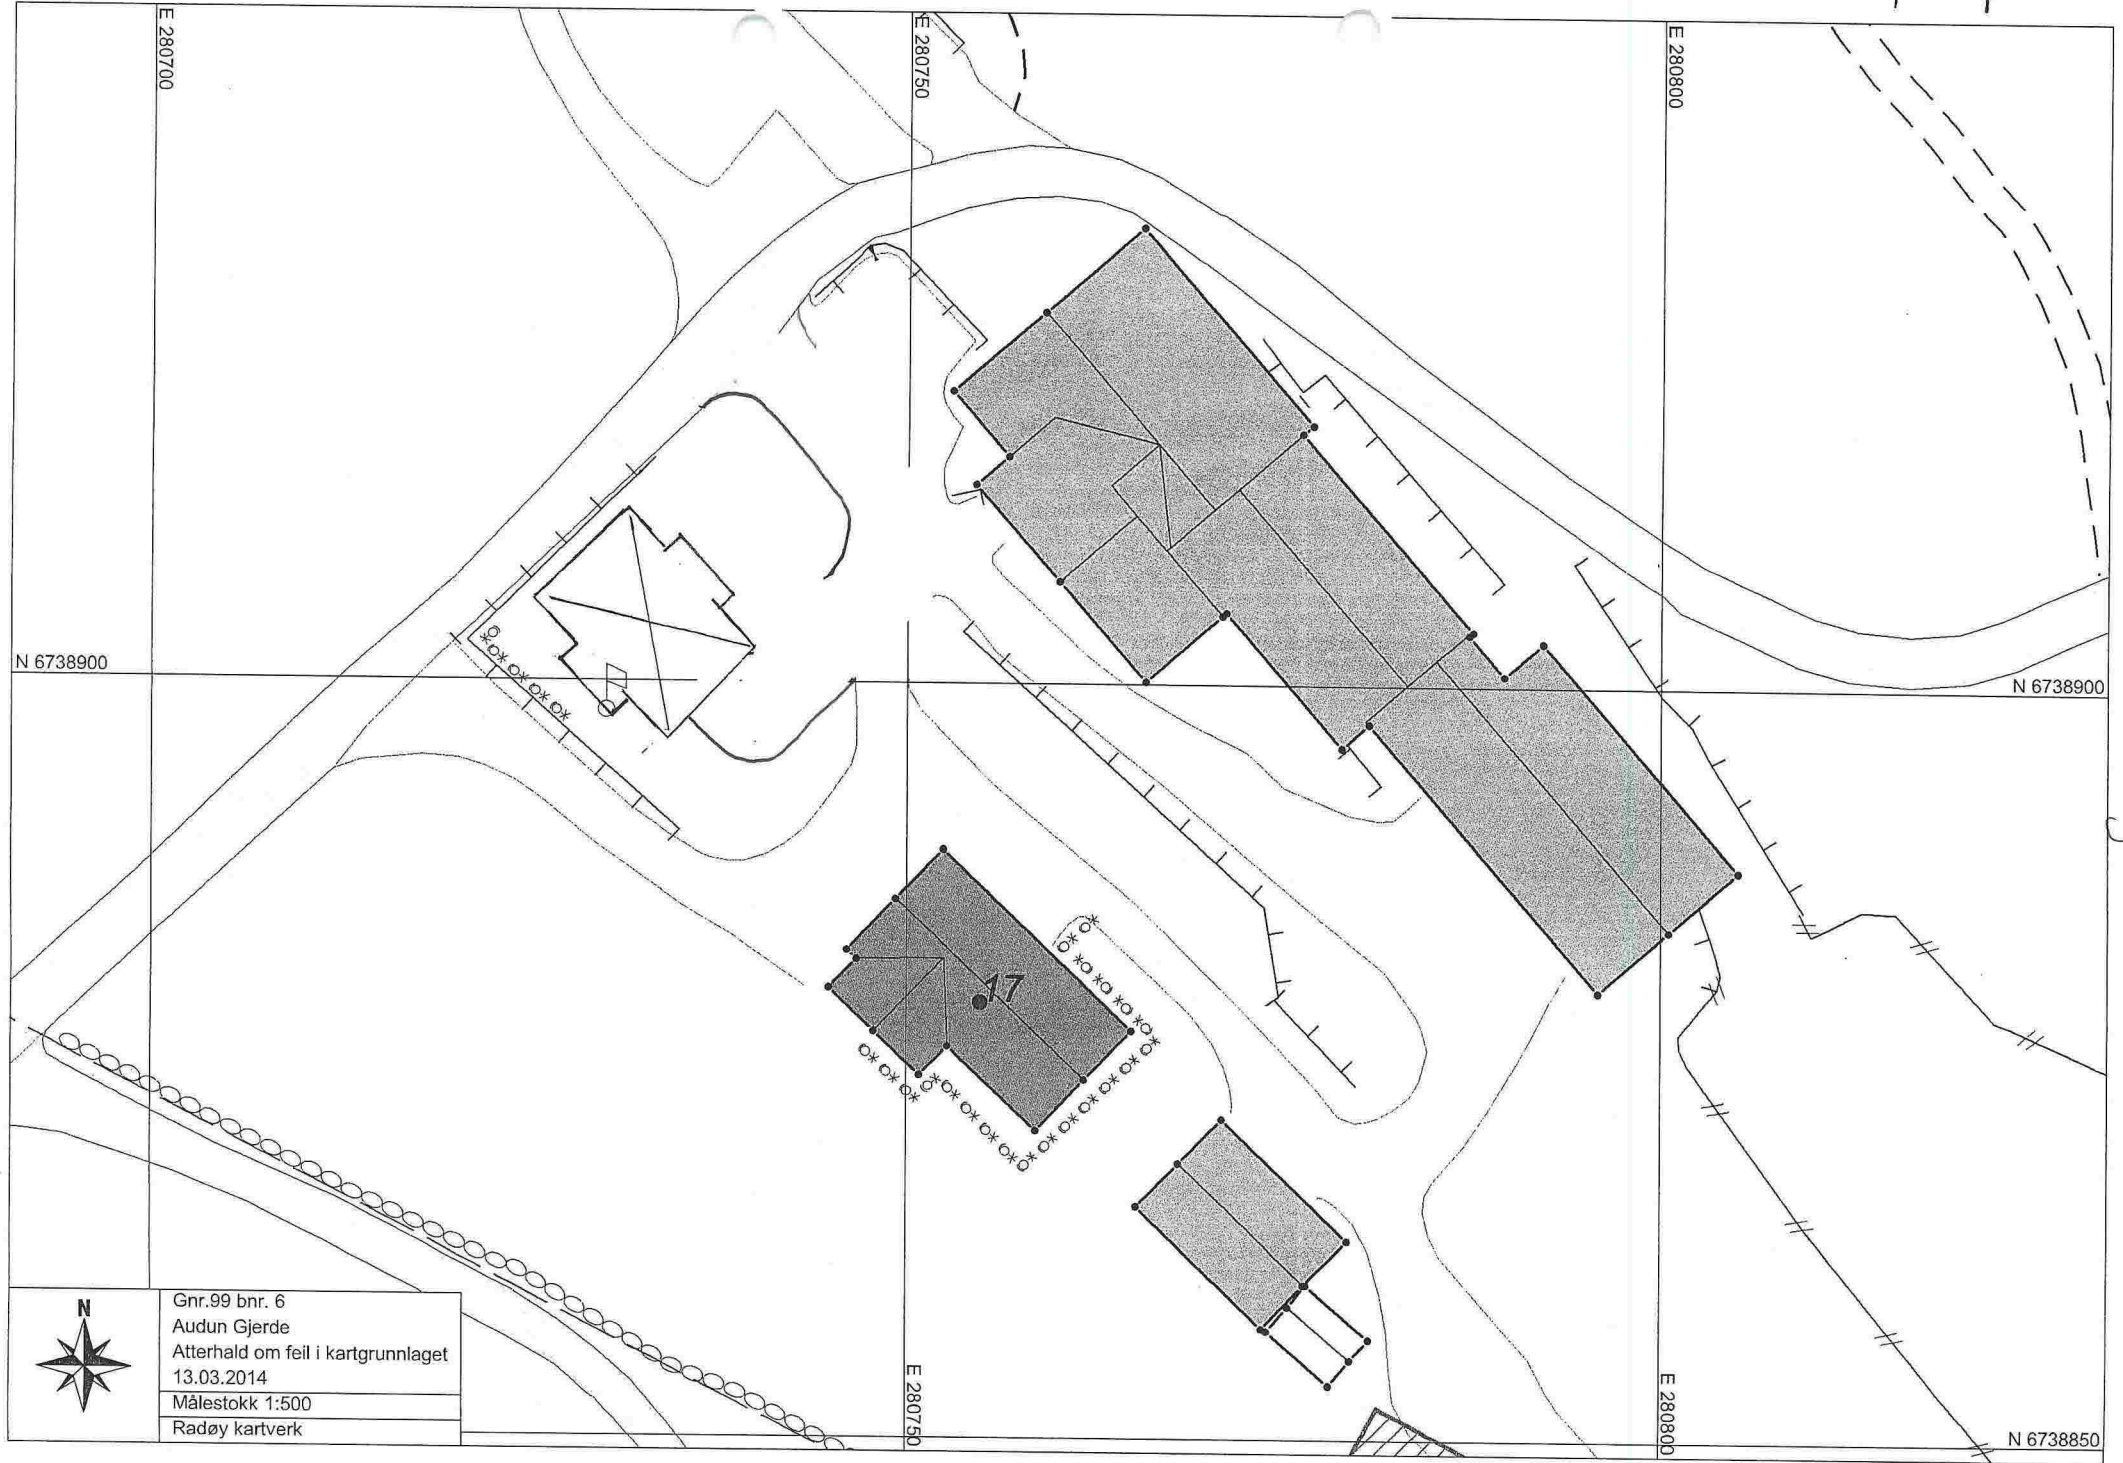 E 280700
E 280750
E 280800
N 6738900
N 6738900
17
N
Gnr.99 bnr. 6
Audun Gjerde
Atterhald om feil i kartgrunnlaget
13.03.2014
Målestokk 1:500
Radøy kartverk
E 280750
E 280800
N 6738850